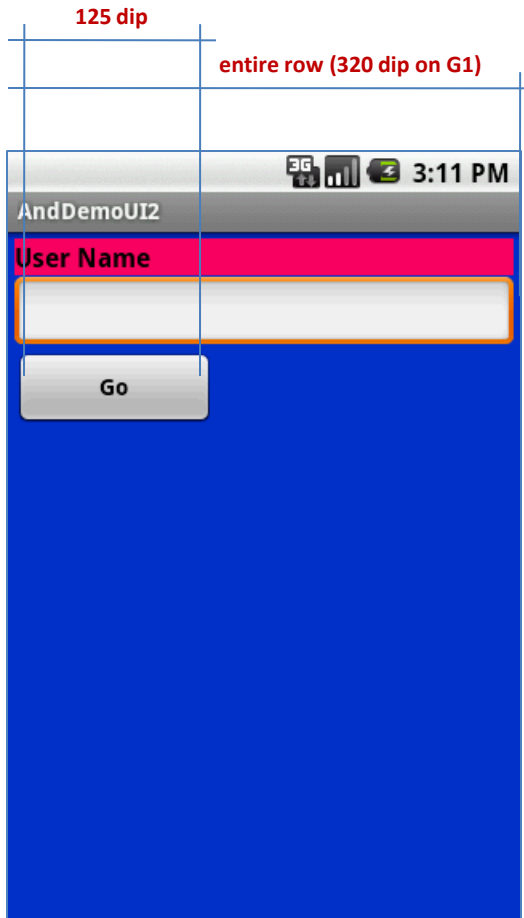 125 dip
entire row (320 dip on G1)
3G 3:11 PM
AndDemoUI2
User Name
Go